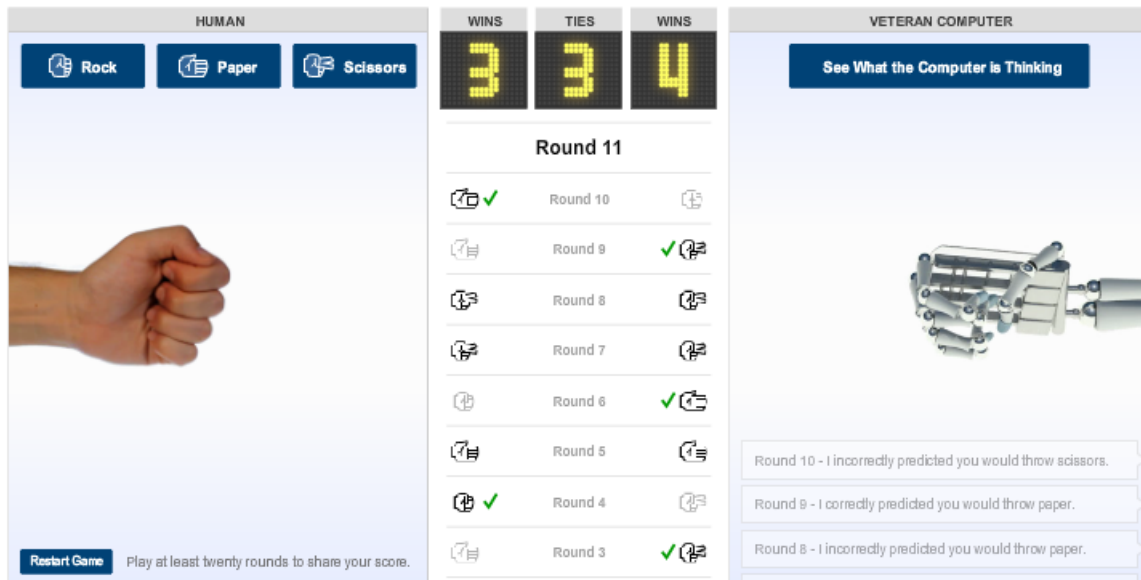 HUMAN
Rock Paper Scissors
Restart Game Play at least twenty rounds to share your score.
WINS TIES WINS
3 3 4
Round 11
Round 10
Round 9
Round 8
Round 7
Round 6
Round 5
Round 4
Round 3
VETERAN COMPUTER
See What the Computer is Thinking
Round 10 - I incorrectly predicted you would throw scissors.
Round 9 - I correctly predicted you would throw paper.
Round 8 - I incorrectly predicted you would throw paper.